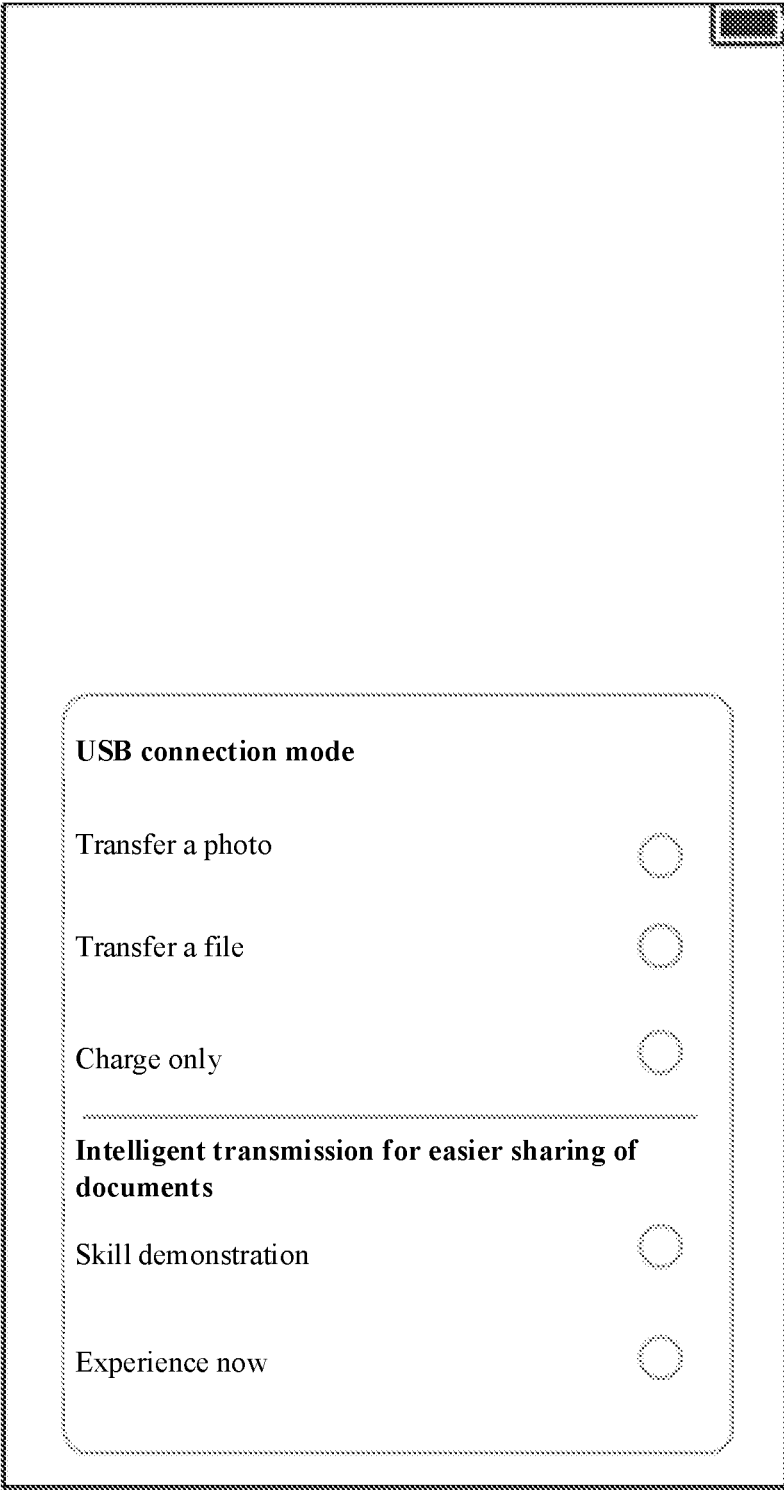 USB connection mode
Transfer a photo
Transfer a file
Charge only
Intelligent transmission for easier sharing of
documents
Skill demonstration
Experience now